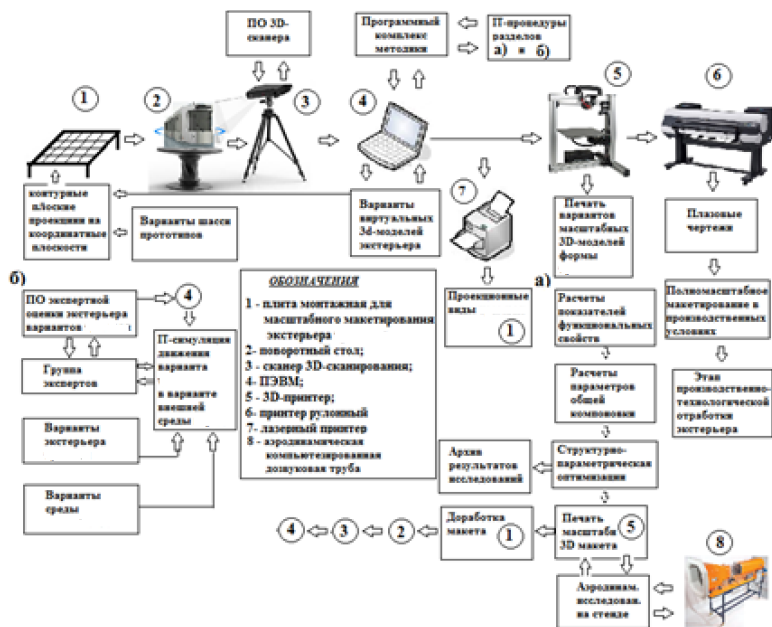 ПО 3D-
сканера
Программный
комплекс
методики
IT-процедуры
разделов
а) и б)
1
2
3
4
5
6
контурные
плоские
проекции на
координатные
плоскости
Варианты шасси
прототипов
Варианты
виртуальных
3d-моделей
экстерьера
7
Печать
вариантов
масштабных
3D-моделей
формы
Плазовые
чертежи
б)
ПО экспертной
оценки экстерьера
вариантов
4
Группа
экспертов
IT-симуляция
движения
варианта
в варианте
внешней
среды
Варианты
экстерьера
Варианты
среды
ОБОЗНАЧЕНИЯ
1 - плита монтажная для
масштабного макетирования
экстерьера
2- поворотный стол;
3 - сканер 3D-сканирования;
4- ПЭВМ;
5 - 3D-принтер;
6- принтер рулонный
7- лазерный принтер
8 - аэродинамическая
компьютезированная
дозвуковая труба
Проекционные
виды
1
а)
Расчеты
показателей
функциональных
свойств
Полномасштабное
макетирование в
производственных
условиях
Расчеты
параметров
общей
компоновки
Этап
производственно-
технологической
отработки
экстерьера
Архив
результатов
исследований
Структурно-
параметрическая
оптимизация
4
3
2
Доработка
макета
1
Печать
масштабн
3D макета
5
8
Аэродинам.
исследован.
на стенде